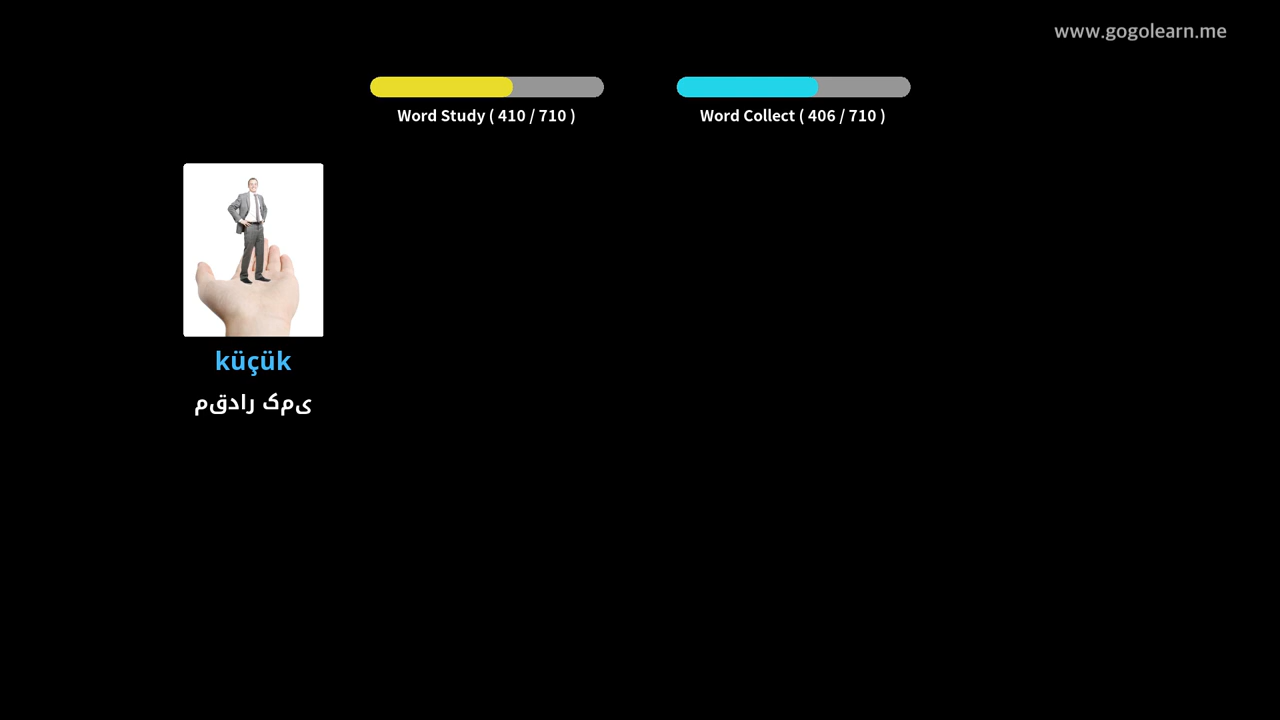 www.gogolearn.me
Word Study ( 410 / 710 )
Word Collect ( 406 / 710 )
küçük
مقدار کمی